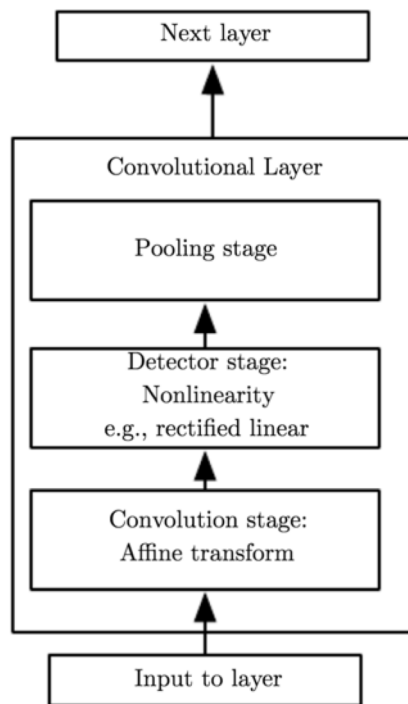 Next layer
Convolutional Layer
Pooling stage
Detector stage:
Nonlinearity
e.g., rectified linear
Convolution stage:
Affine transform
Input to layer